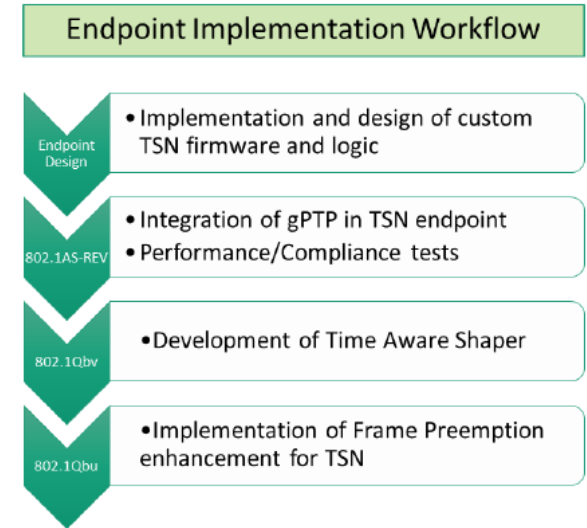 Endpoint Implementation Workflow
Endpoint
Design
• Implementation and design of custom
TSN firmware and logic
802.1AS-REV
• Integration of gPTP in TSN endpoint
• Performance/Compliance tests
802.1Qbv
•Development of Time Aware Shaper
802.1Qbu
•Implementation of Frame Preemption
enhancement for TSN